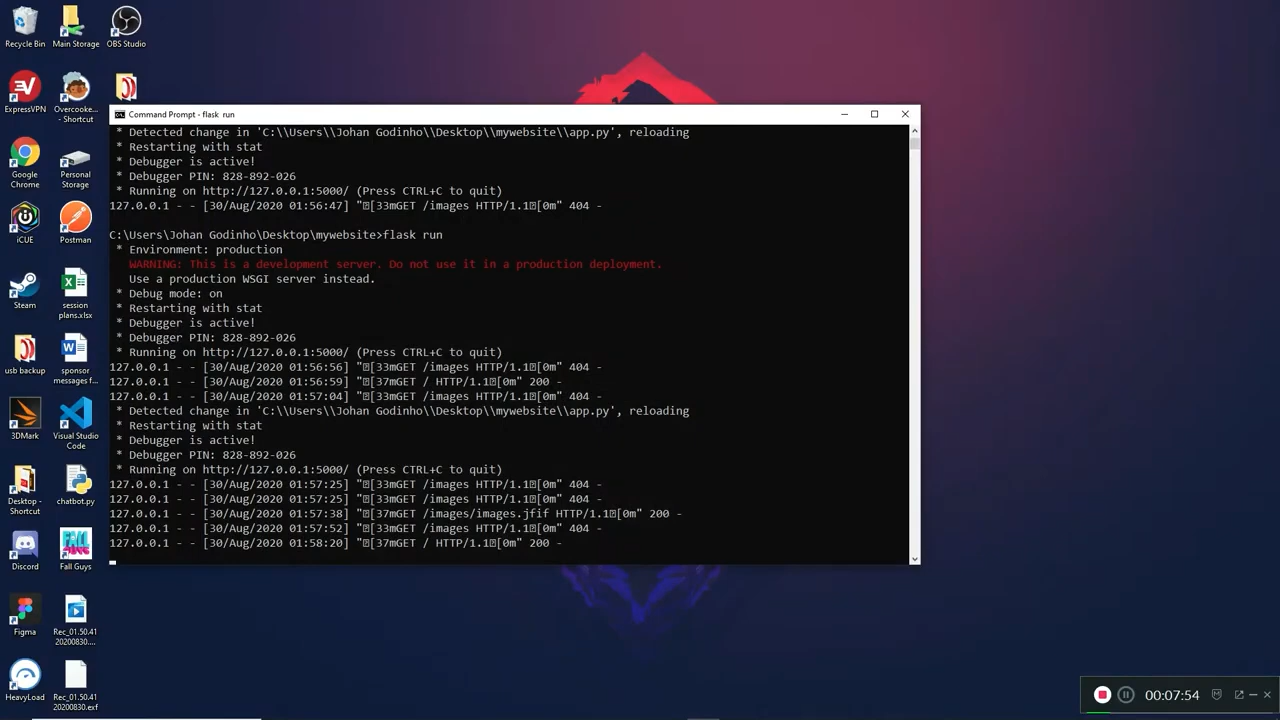 Recycle Bin
Main Storage
OBS Studio
ExpressVPN
Overcooke...
- Shortcut
Google
Chrome
Personal
Storage
iCUE
Postman
Steam
session
plans.xlsx
usb backup
sponsor
messages f...
3DMark
Visual Studio
Code
Desktop -
Shortcut
chatbot.py
Discord
Fall Guys
Figma
Rec_01.50.41
20200830....
HeavyLoad
Rec_01.50.41
20200830.exf
Command Prompt - flask run
* Detected change in 'C:\\Users\\Johan Godinho\\Desktop\\mywebsite\\app.py', reloading
* Restarting with stat
* Debugger is active!
* Debugger PIN: 828-892-026
* Running on http://127.0.0.1:5000/ (Press CTRL+C to quit)
127.0.0.1 - - [30/Aug/2020 01:56:47] "[33mGET /images HTTP/1.1[0m" 404 -
C:\Users\Johan Godinho\Desktop\mywebsite>flask run
* Environment: production
WARNING: This is a development server. Do not use it in a production deployment.
Use a production WSGI server instead.
* Debug mode: on
* Restarting with stat
* Debugger is active!
* Debugger PIN: 828-892-026
* Running on http://127.0.0.1:5000/ (Press CTRL+C to quit)
127.0.0.1 - - [30/Aug/2020 01:56:56] "[33mGET /images HTTP/1.1[0m" 404 -
127.0.0.1 - - [30/Aug/2020 01:56:59] "[37mGET / HTTP/1.1[0m" 200 -
127.0.0.1 - - [30/Aug/2020 01:57:04] "[33mGET /images HTTP/1.1[0m" 404 -
* Detected change in 'C:\\Users\\Johan Godinho\\Desktop\\mywebsite\\app.py', reloading
* Restarting with stat
* Debugger is active!
* Debugger PIN: 828-892-026
* Running on http://127.0.0.1:5000/ (Press CTRL+C to quit)
127.0.0.1 - - [30/Aug/2020 01:57:25] "[33mGET /images HTTP/1.1[0m" 404 -
127.0.0.1 - - [30/Aug/2020 01:57:25] "[33mGET /images HTTP/1.1[0m" 404 -
127.0.0.1 - - [30/Aug/2020 01:57:38] "[37mGET /images/images.jfif HTTP/1.1[0m" 200 -
127.0.0.1 - - [30/Aug/2020 01:57:52] "[33mGET /images HTTP/1.1[0m" 404 -
127.0.0.1 - - [30/Aug/2020 01:58:20] "[37mGET / HTTP/1.1[0m" 200 -
00:07:54